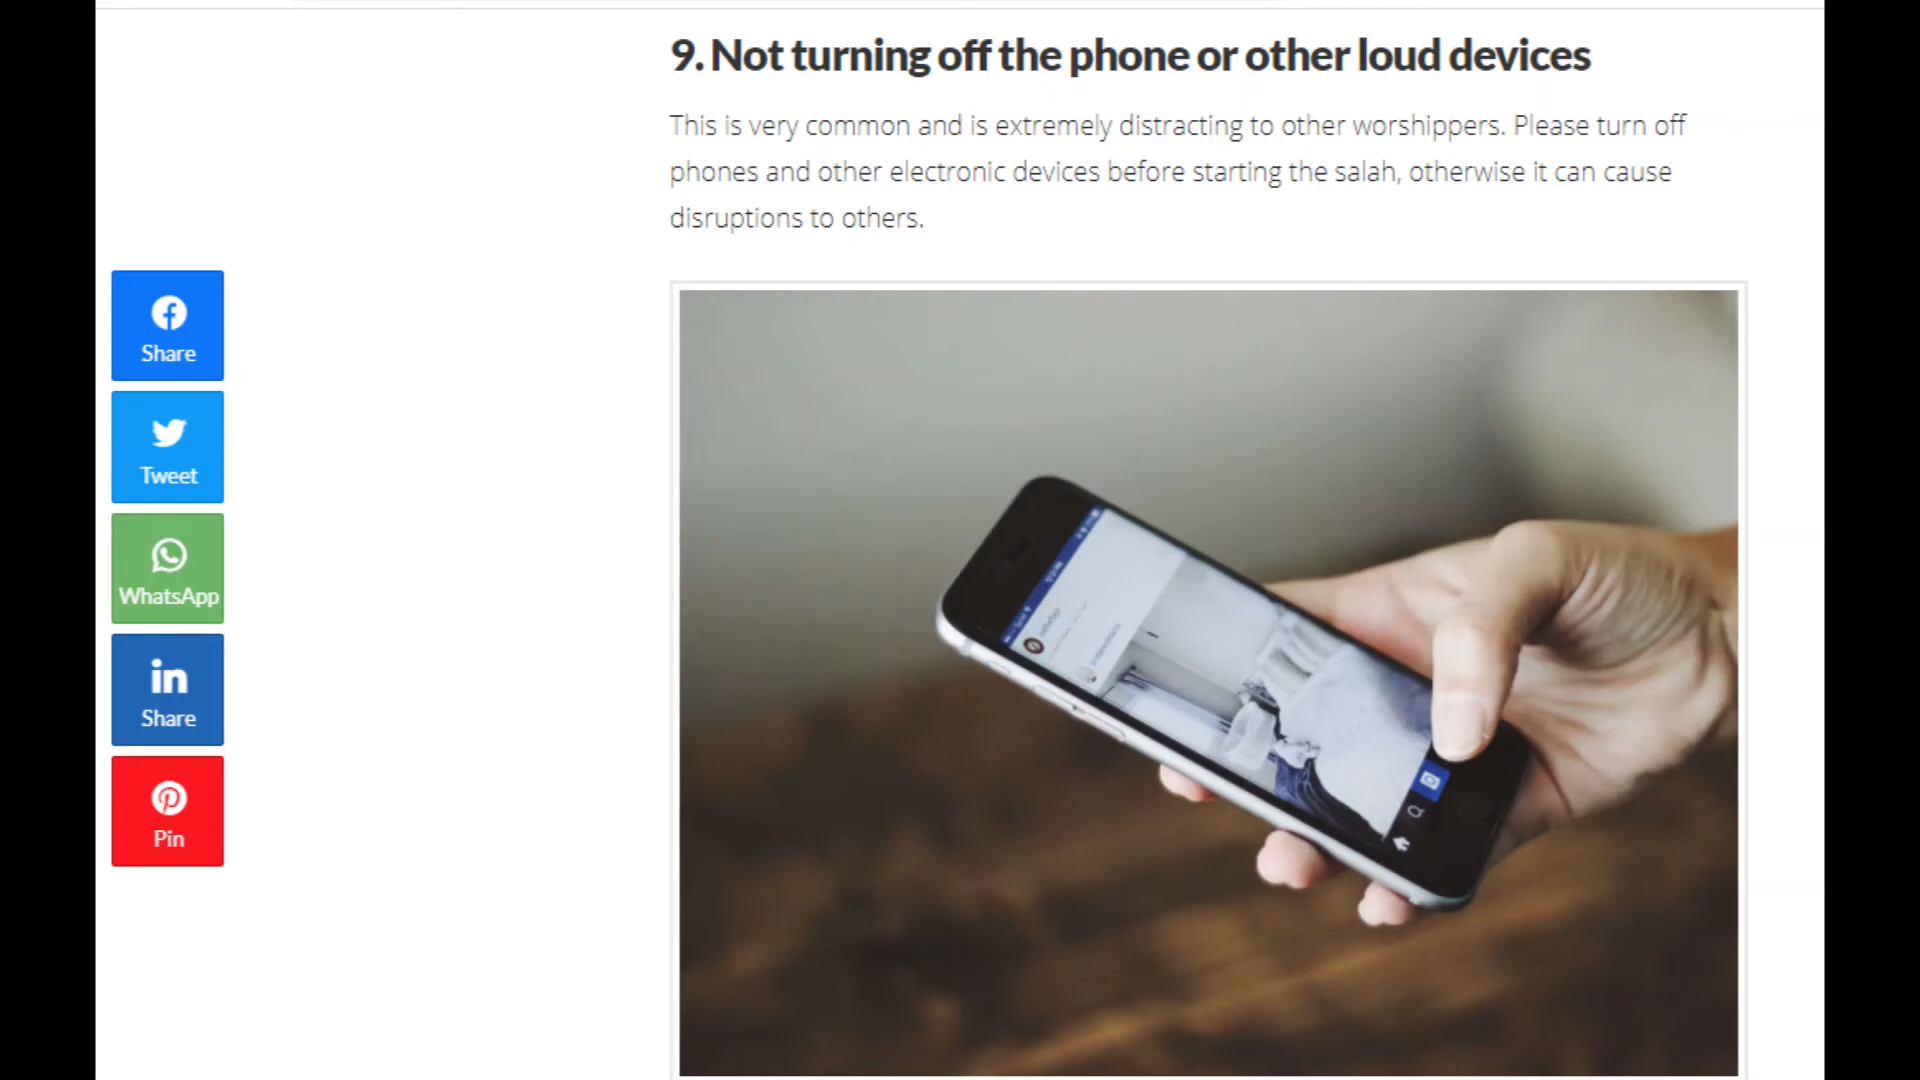 9. Not turning off the phone or other loud devices
This is very common and is extremely distracting to other worshippers. Please turn off
phones and other electronic devices before starting the salah, otherwise it can cause
disruptions to others.
Share
Tweet
WhatsApp
Share
Pin